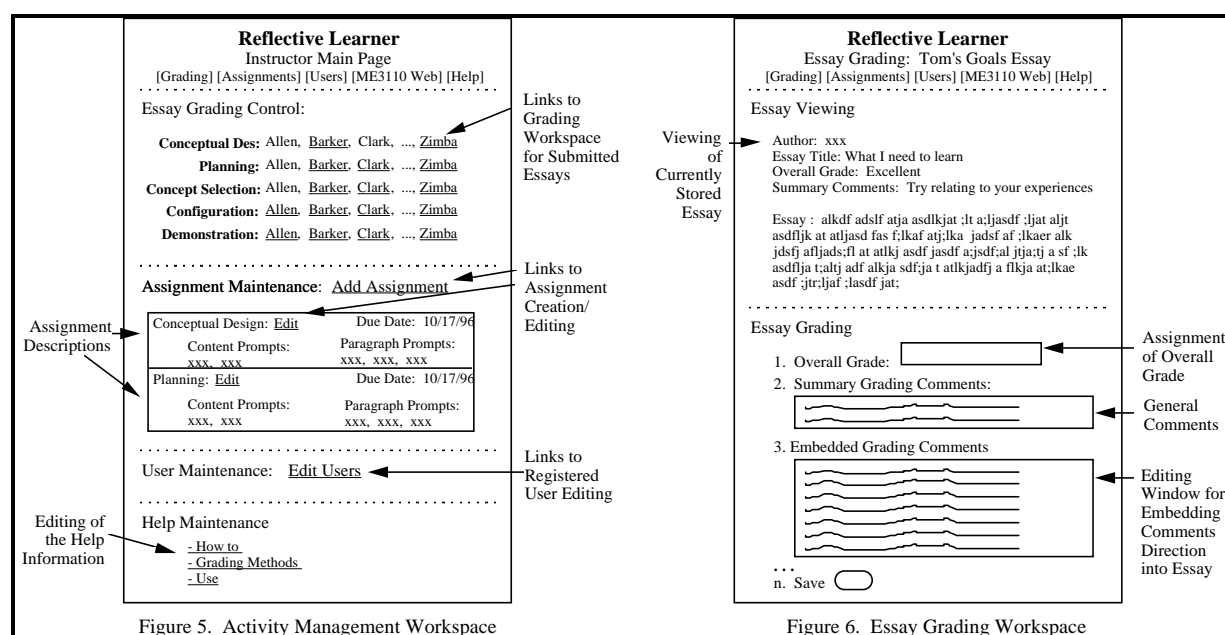 Reflective Learner
Instructor Main Page
[Grading] [Assignments] [Users] [ME3110 Web] [Help]
Essay Grading Control:
Conceptual Des: Allen, Barker, Clark, ..., Zimba
Planning: Allen, Barker, Clark, ..., Zimba
Concept Selection: Allen, Barker, Clark, ..., Zimba
Configuration: Allen, Barker, Clark, ..., Zimba
Demonstration: Allen, Barker, Clark, ..., Zimba
Links to
Grading
Workspace
for Submitted
Essays
Assignment Maintenance: Add Assignment
Links to
Assignment
Creation/
Editing
Assignment
Descriptions
Conceptual Design: Edit Due Date: 10/17/96
Content Prompts: Paragraph Prompts:
xxx, xxx xxx, xxx, xxx
Planning: Edit Due Date: 10/17/96
Content Prompts: Paragraph Prompts:
xxx, xxx xxx, xxx, xxx
User Maintenance: Edit Users
Links to
Registered
User Editing
Help Maintenance
- How to
- Grading Methods
- Use
Editing of
the Help
Information
Figure 5. Activity Management Workspace
Reflective Learner
Essay Grading: Tom's Goals Essay
[Grading] [Assignments] [Users] [ME3110 Web] [Help]
Essay Viewing
Viewing
of
Currently
Stored
Essay
Author: xxx
Essay Title: What I need to learn
Overall Grade: Excellent
Summary Comments: Try relating to your experiences
Essay : alkdf adslf atja asdlkjat ;lt a;ljasdf ;ljat aljt
asdfljk at atljasd fas f;lkaf atj;lka jadsf af ;lkaer alk
jdsfj afljads;fl at atlkj asdf jasdf a;jsdf;al jtja;tj a sf ;lk
asdflja t;altj adf alkja sdf;ja t atlkjadfj a flkja at;lkae
asdf ;jtr;ljaf ;lasdf jat;
Essay Grading
1. Overall Grade:
2. Summary Grading Comments:
3. Embedded Grading Comments
...
n. Save
Assignment
of Overall
Grade
General
Comments
Editing
Window for
Embedding
Comments
Direction
into Essay
Figure 6. Essay Grading Workspace